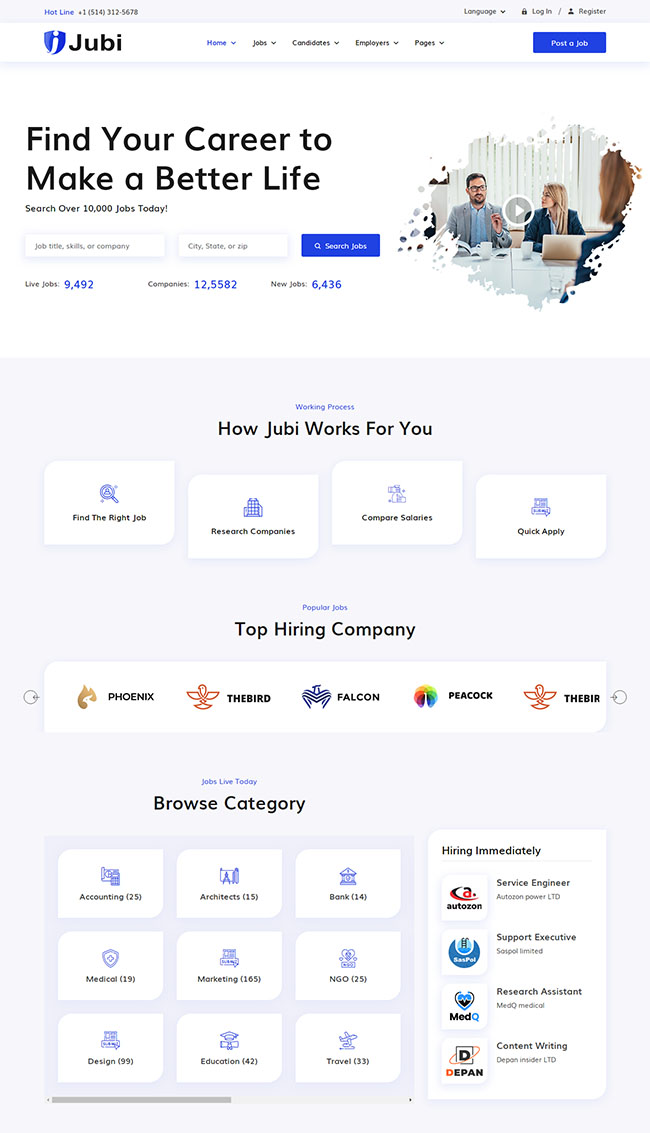 Hot Line +1 (514) 312-5678
Language
Log In / Register
Jubi
Home Jobs Candidates Employers Pages
Post a Job
Find Your Career to
Make a Better Life
Search Over 10,000 Jobs Today!
Job title, skills, or company
City, State, or zip
Search Jobs
Live Jobs: 9,492
Companies: 12,5582
New Jobs: 6,436
Working Process
How Jubi Works For You
Find The Right Job
Research Companies
Compare Salaries
Quick Apply
Popular Jobs
Top Hiring Company
PHOENIX
THEBIRD
FALCON
PEACOCK
THEBIR
Jobs Live Today
Browse Category
Accounting (25)
Architects (15)
Bank (14)
Medical (19)
Marketing (165)
NGO
NGO (25)
Design (99)
Education (42)
Travel (33)
Hiring Immediately
a.
autozon
Service Engineer
Autozon power LTD
SasPol
Support Executive
Saspol limited
MedQ
Research Assistant
MedQ medical
D
DEPAN
Content Writing
Depan insider LTD